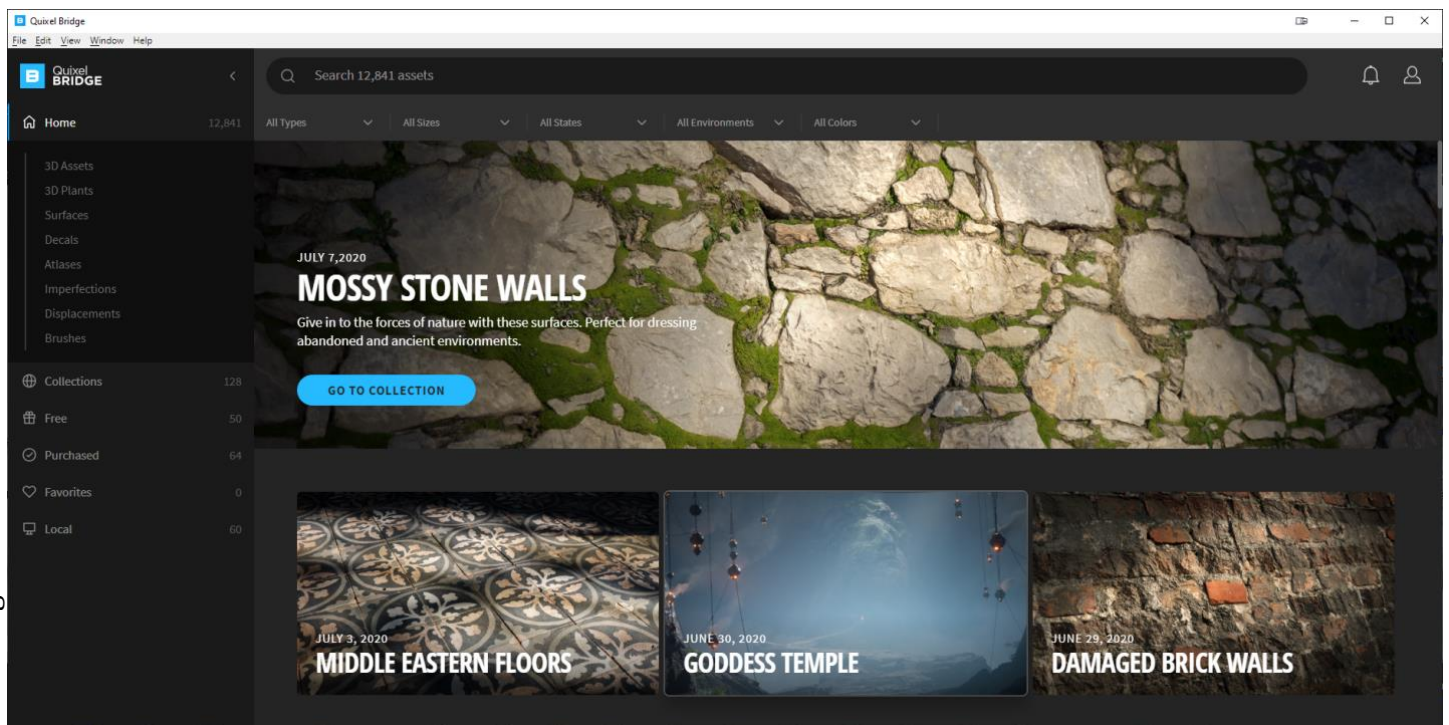 Quixel Bridge
File Edit View Window Help
Quixel
BRIDGE
Search 12,841 assets
Home 12,841
All Types All Sizes All States All Environments All Colors
3D Assets
3D Plants
Surfaces
Decals
Atlases
Imperfections
Displacements
Brushes
Collections 128
Free 50
Purchased 64
Favorites 0
Local 60
JULY 7,2020
MOSSY STONE WALLS
Give in to the forces of nature with these surfaces. Perfect for dressing
abandoned and ancient environments.
GO TO COLLECTION
JULY 3, 2020
MIDDLE EASTERN FLOORS
JUNE 30, 2020
GODDESS TEMPLE
JUNE 29, 2020
DAMAGED BRICK WALLS